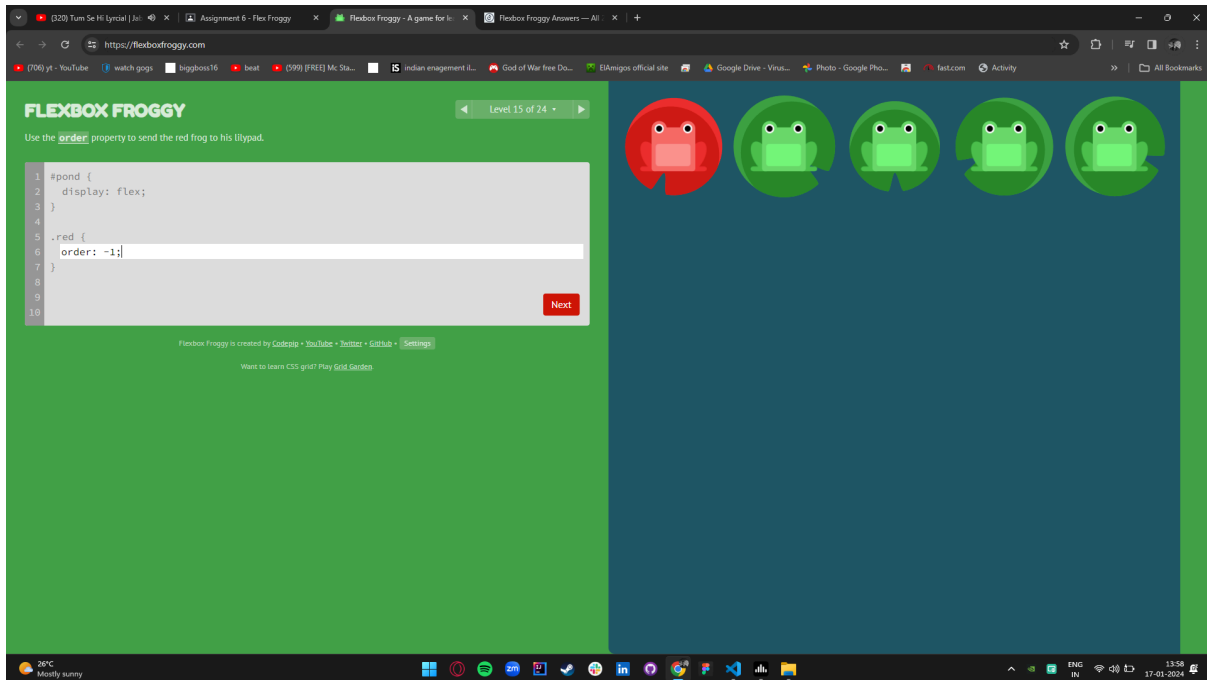 (320) Tum Se Hi Lyrcial | Jal
Assignment 6 - Flex Froggy
Flexbox Froggy - A game for le
Flexbox Froggy Answers — All
https://flexboxfroggy.com
(706) yt - YouTube
watch gogs
biggboss16
beat
(599) [FREE] Mc Sta...
indian enagement il...
God of War free Do...
ElAmigos official site
Google Drive - Virus...
Photo - Google Pho...
fast.com
Activity
All Bookmarks
FLEXBOX FROGGY
Level 15 of 24
Use the order property to send the red frog to his lilypad.
1 #pond {
2 display: flex;
3 }
4
5 .red {
6 order: -1;
7 }
8
9
10
Next
Flexbox Froggy is created by Codepip • YouTube • Twitter • GitHub • Settings
Want to learn CSS grid? Play Grid Garden.
26°C
Mostly sunny
ENG
IN
13:58
17-01-2024